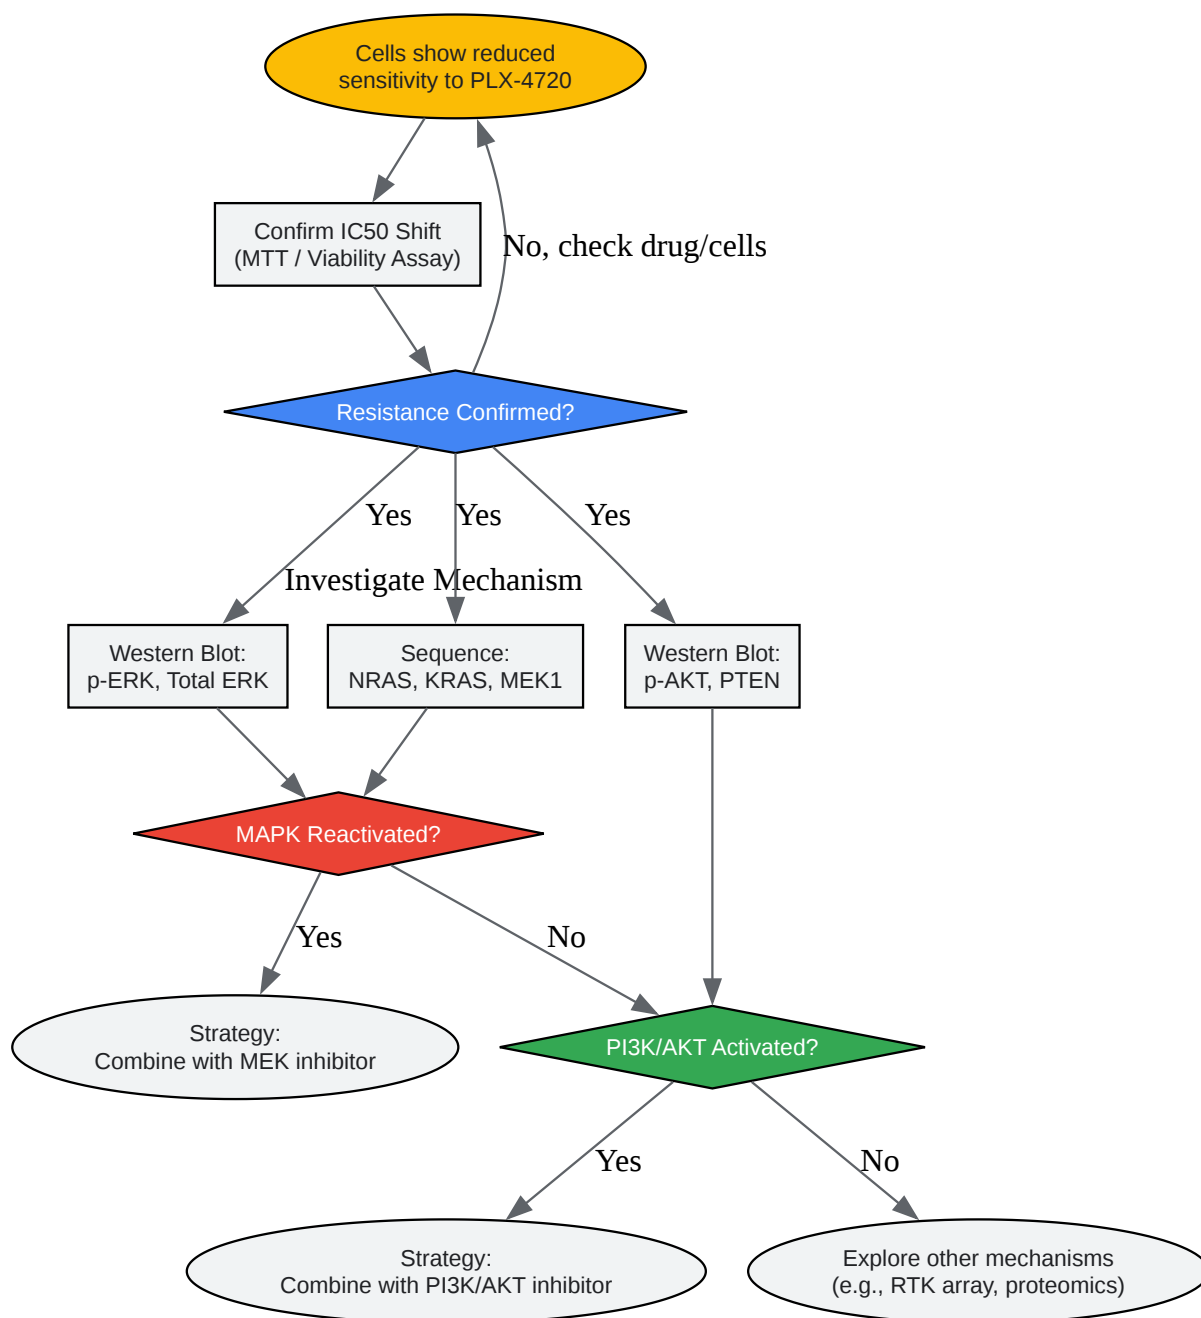 Cells show reduced
sensitivity to PLX-4720
Confirm IC50 Shift
(MTT / Viability Assay)
No, check drug/cells
Resistance Confirmed?
Yes
Yes
Yes
Investigate Mechanism
Western Blot:
p-ERK, Total ERK
Sequence:
NRAS, KRAS, MEK1
Western Blot:
p-AKT, PTEN
MAPK Reactivated?
Yes
No
Strategy:
Combine with MEK inhibitor
PI3K/AKT Activated?
Yes
No
Strategy:
Combine with PI3K/AKT inhibitor
Explore other mechanisms
(e.g., RTK array, proteomics)